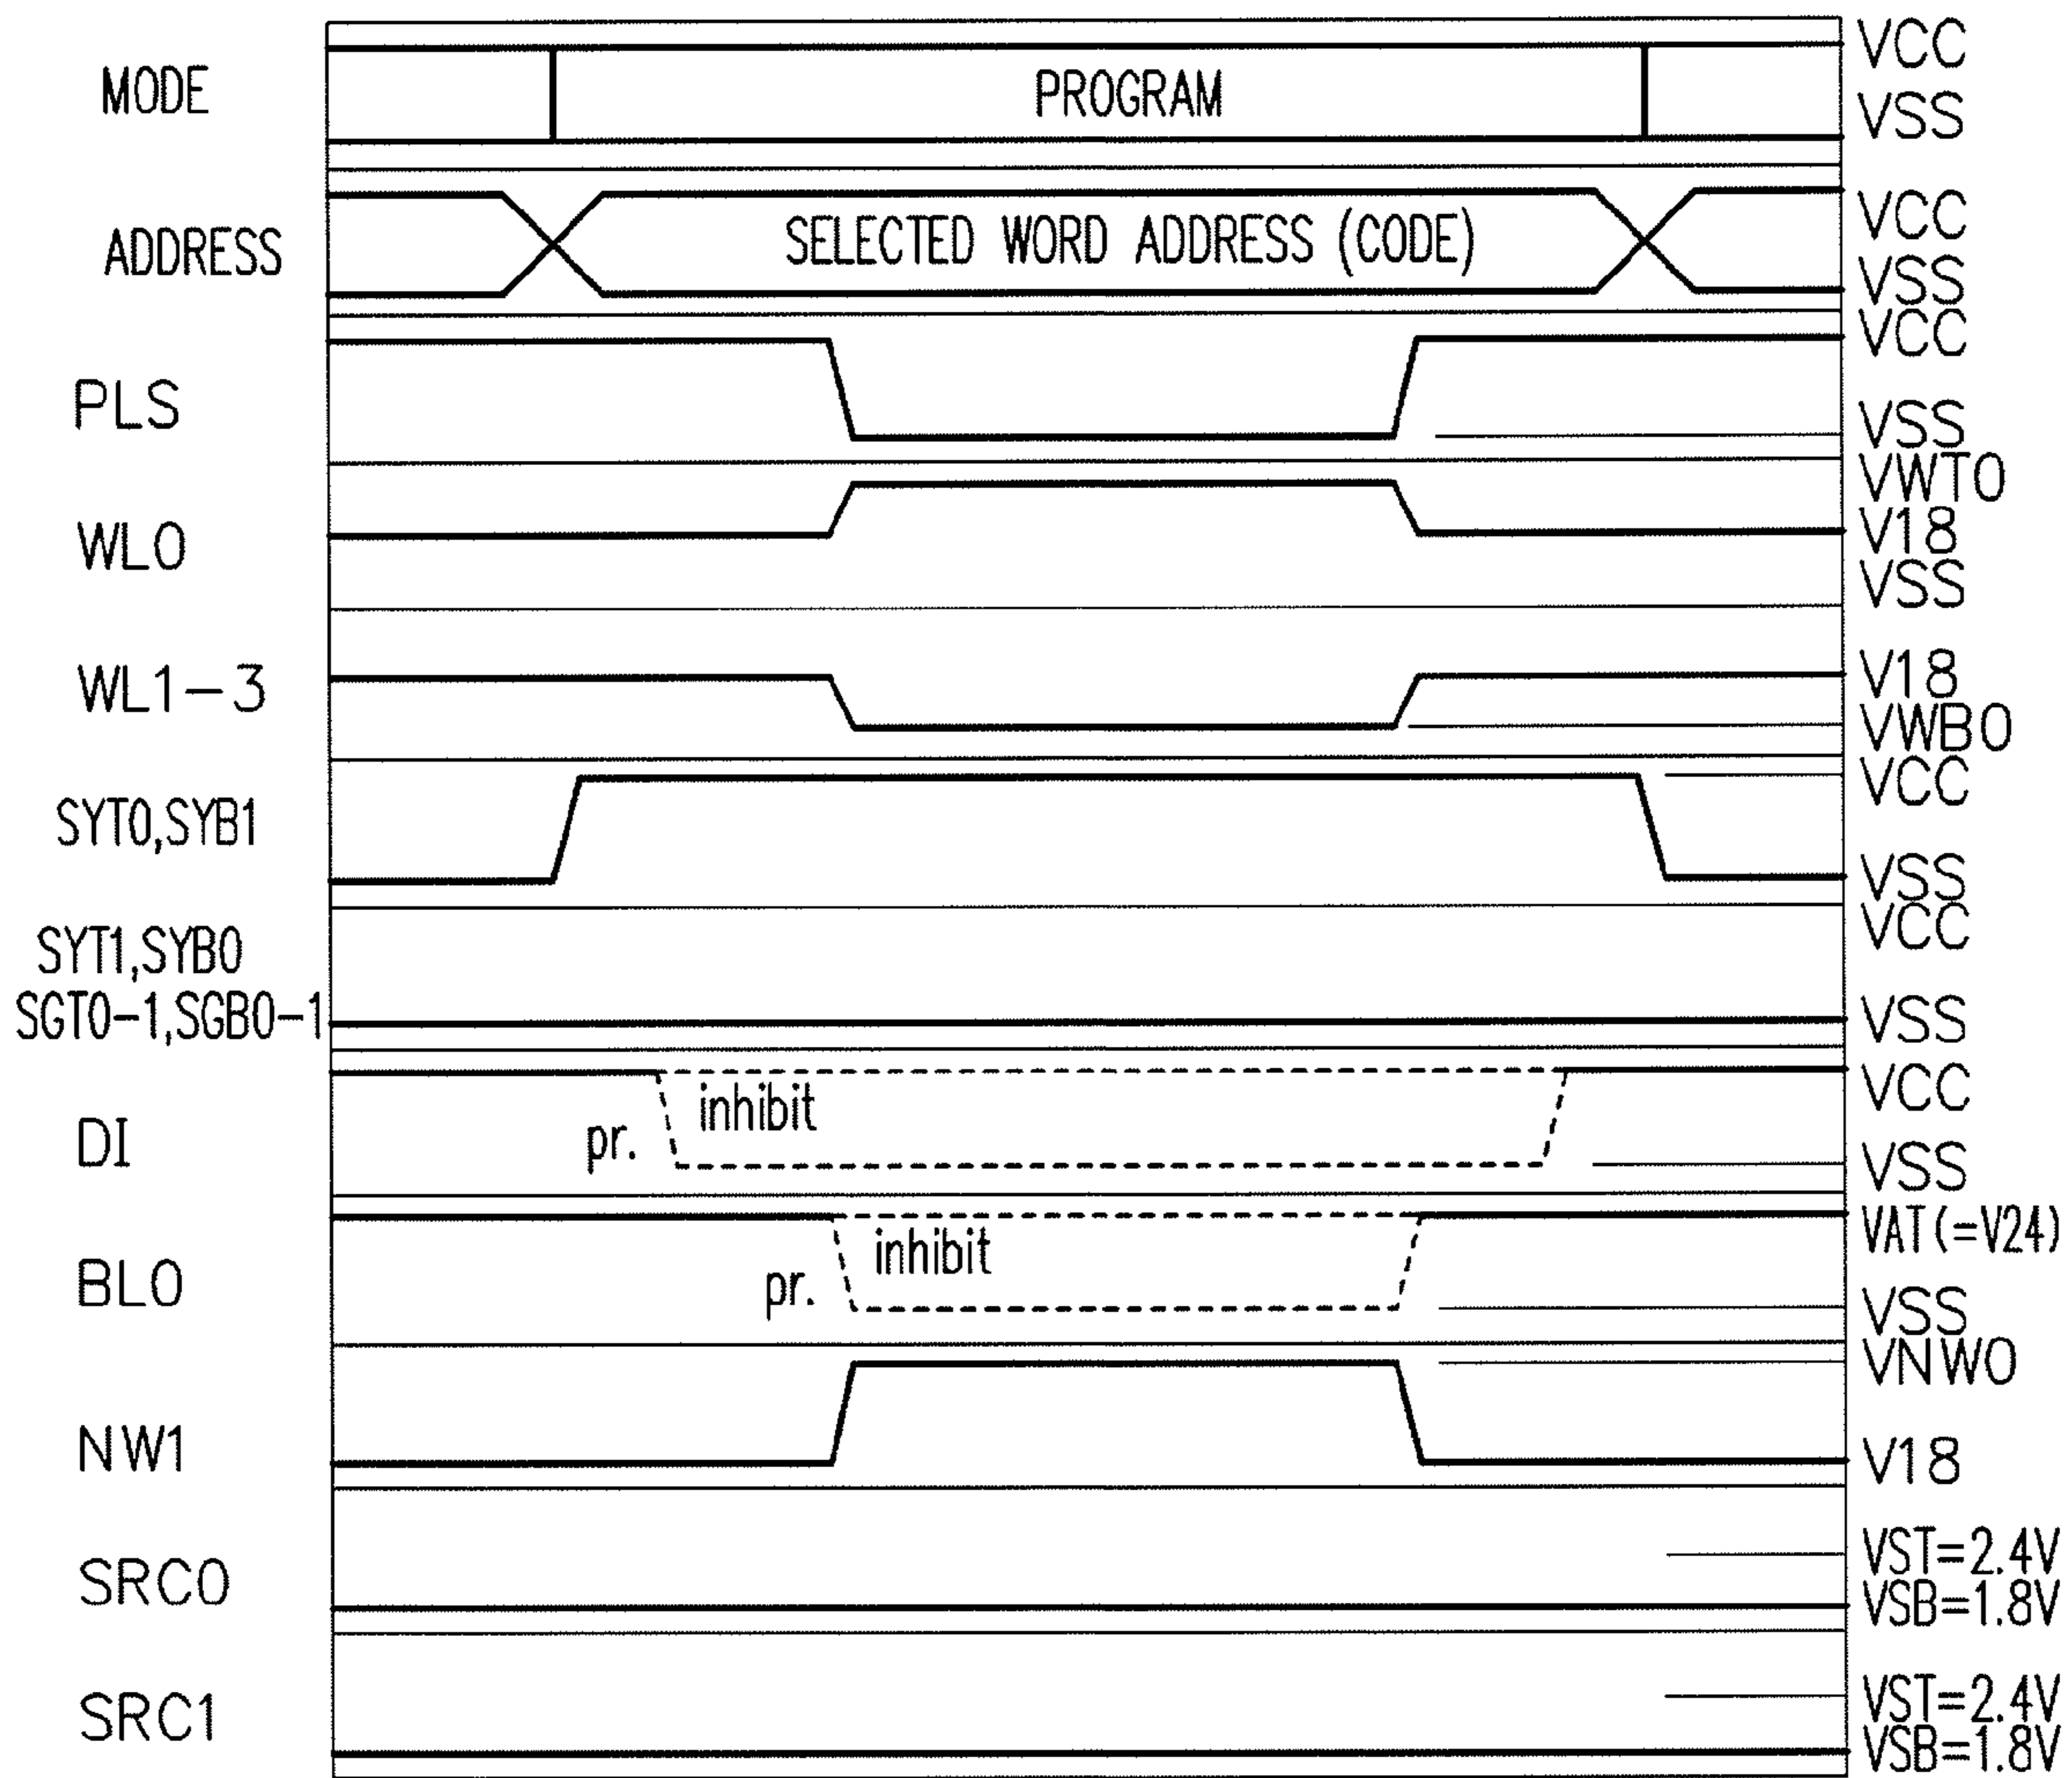 MODE
PROGRAM
VCC
VSS
ADDRESS
SELECTED WORD ADDRESS (CODE)
VCC
VSS
PLS
VCC
VSS
WL0
VWT0
V18
VSS
WL1-3
V18
VWB0
SYT0,SYB1
VCC
VSS
SYT1,SYB0
SGT0-1,SGB0-1
VCC
VSS
DI
pr.
inhibit
VCC
VSS
BL0
pr.
inhibit
VAT(=V24)
VSS
NW1
VNW0
V18
SRC0
VST=2.4V
VSB=1.8V
SRC1
VST=2.4V
VSB=1.8V